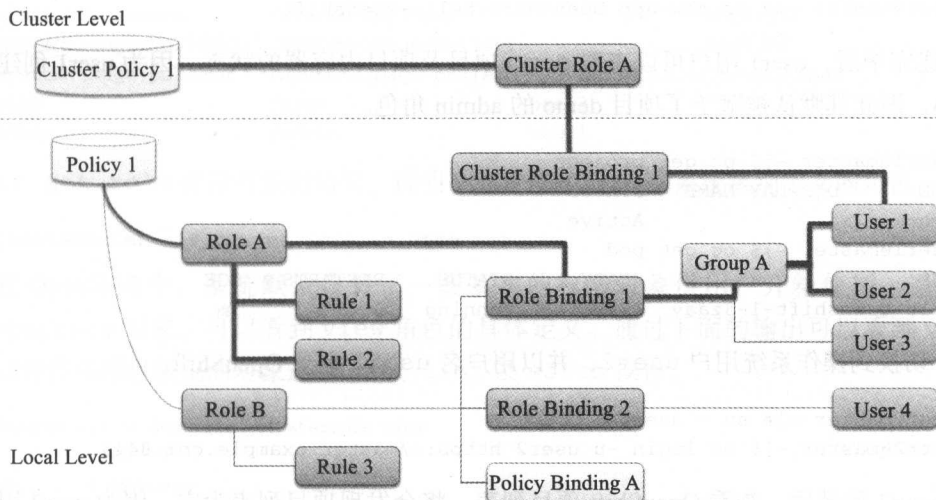 Cluster Level
Cluster Policy 1
Cluster Role A
Policy 1
Cluster Role Binding 1
User 1
Role A
Group A
Rule 1
Role Binding 1
User 2
Rule 2
User 3
Role B
Role Binding 2
User 4
Local Level
Rule 3
Policy Binding A